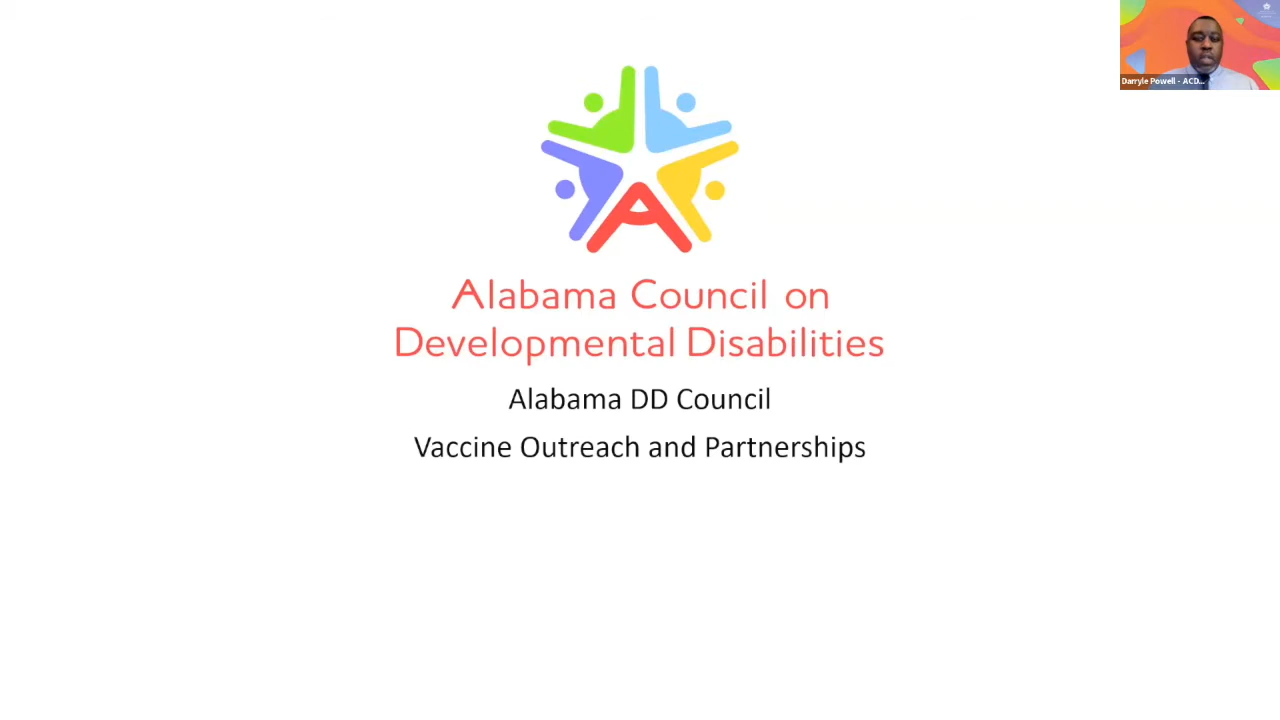 Alabama Council on
Developmental Disabilities
Alabama DD Council
Vaccine Outreach and Partnerships
Darryle Powell - ACD...